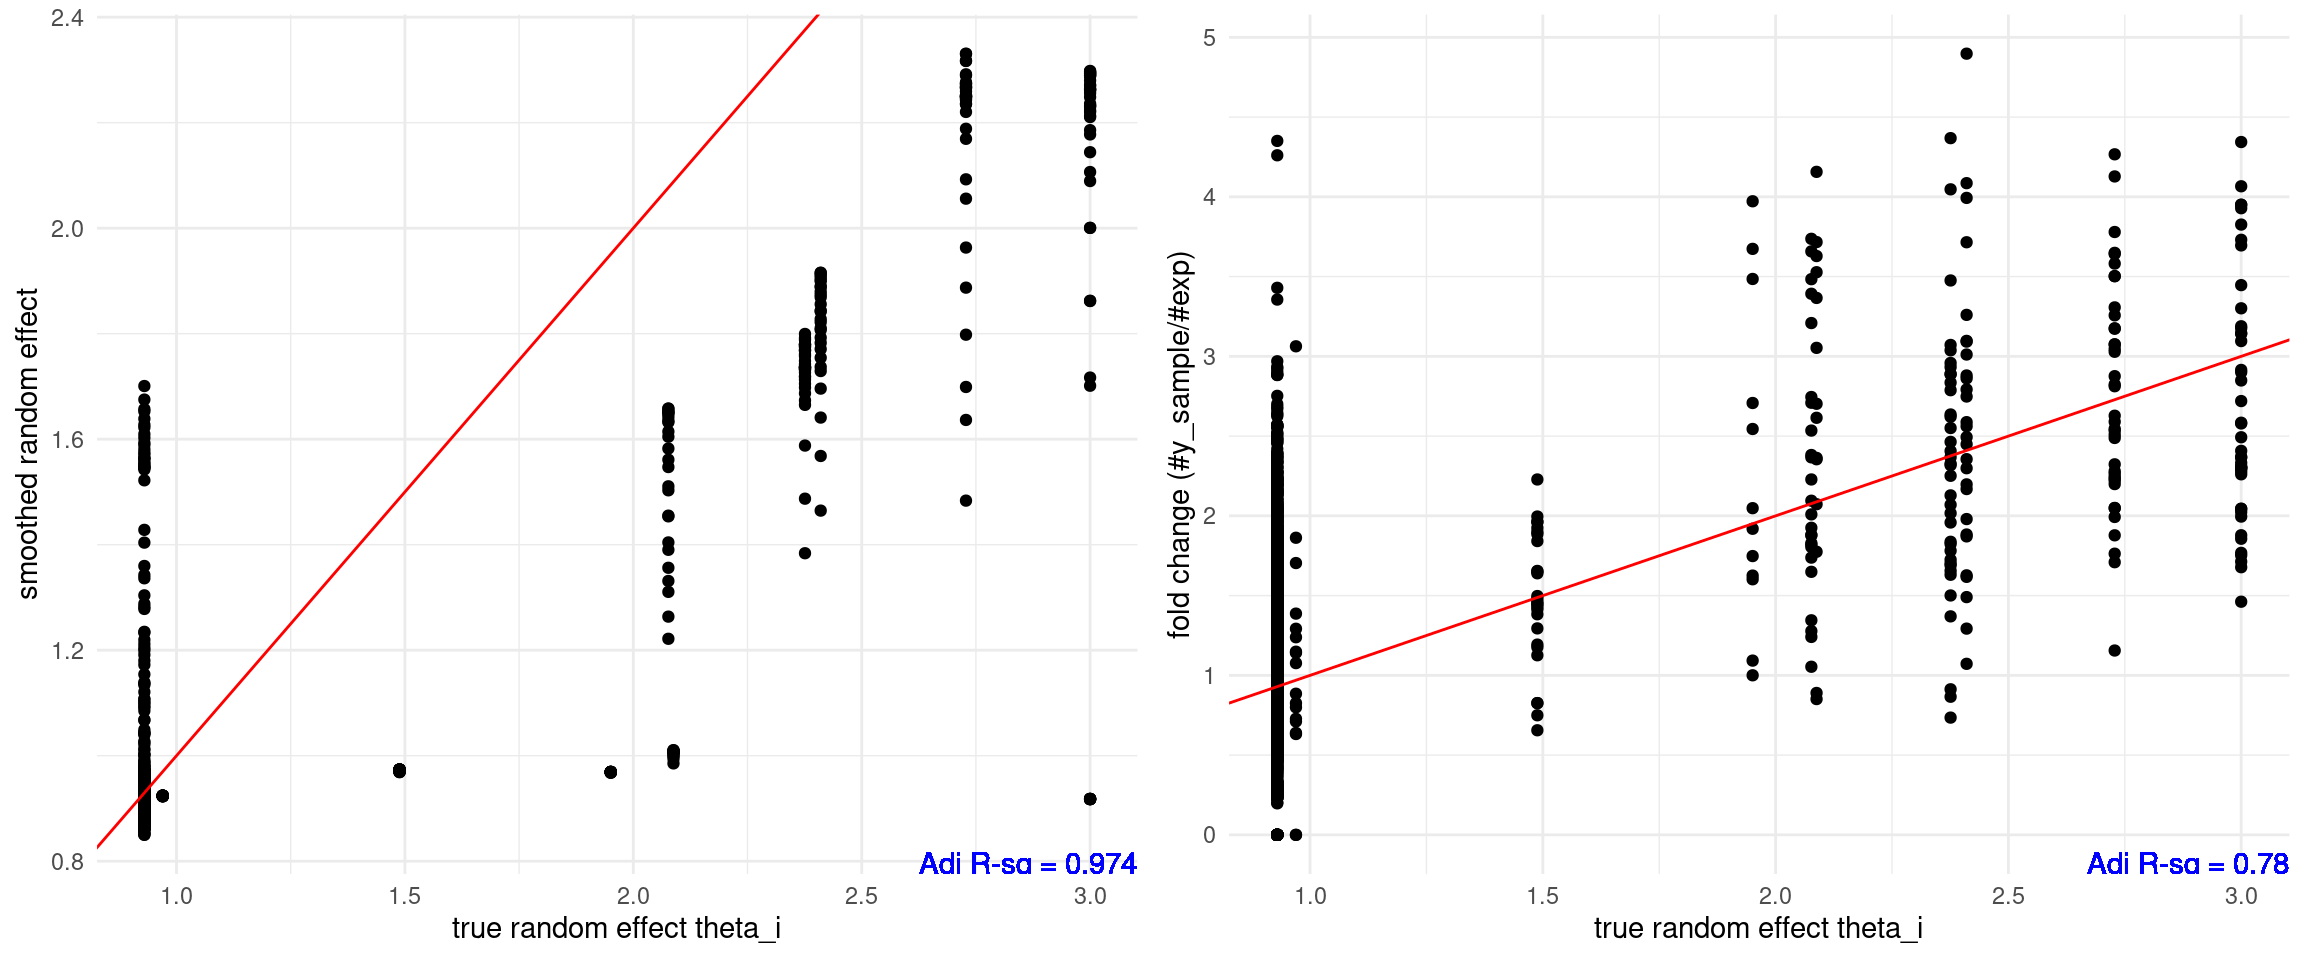 2.4
2.0
1.6
1.2
0.8
smoothed random effect
1.0 1.5 2.0 2.5 3.0
true random effect theta_i
Adj R-sq = 0.974
5
4
3
2
1
0
fold change (#y_sample/#exp)
1.0 1.5 2.0 2.5 3.0
true random effect theta_i
Adj R-sq = 0.78